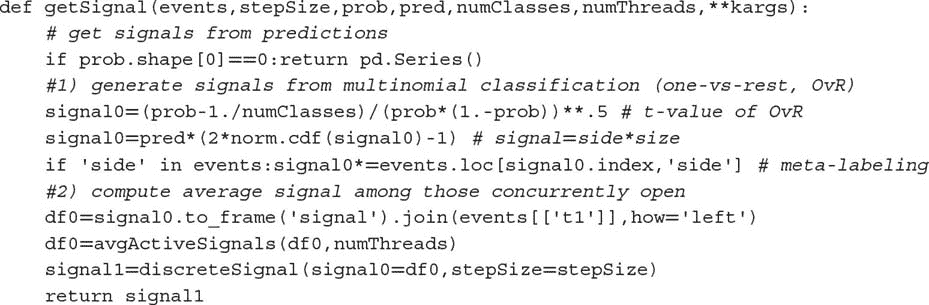 def getSignal(events,stepSize,prob,pred,numClasses,numThreads,**kargs):
# get signals from predictions
if prob.shape[0]==0:return pd.Series()
#1) generate signals from multinomial classification (one-vs-rest, OvR)
signal0=(prob-1./numClasses)/(prob*(1.-prob))**.5 # t-value of OvR
signal0=pred*(2*norm.cdf(signal0)-1) # signal=side*size
if 'side' in events:signal0*=events.loc[signal0.index,'side'] # meta-labeling
#2) compute average signal among those concurrently open
df0=signal0.to_frame('signal').join(events[['t1']],how='left')
df0=avgActiveSignals(df0,numThreads)
signal1=discreteSignal(signal0=df0,stepSize=stepSize)
return signal1